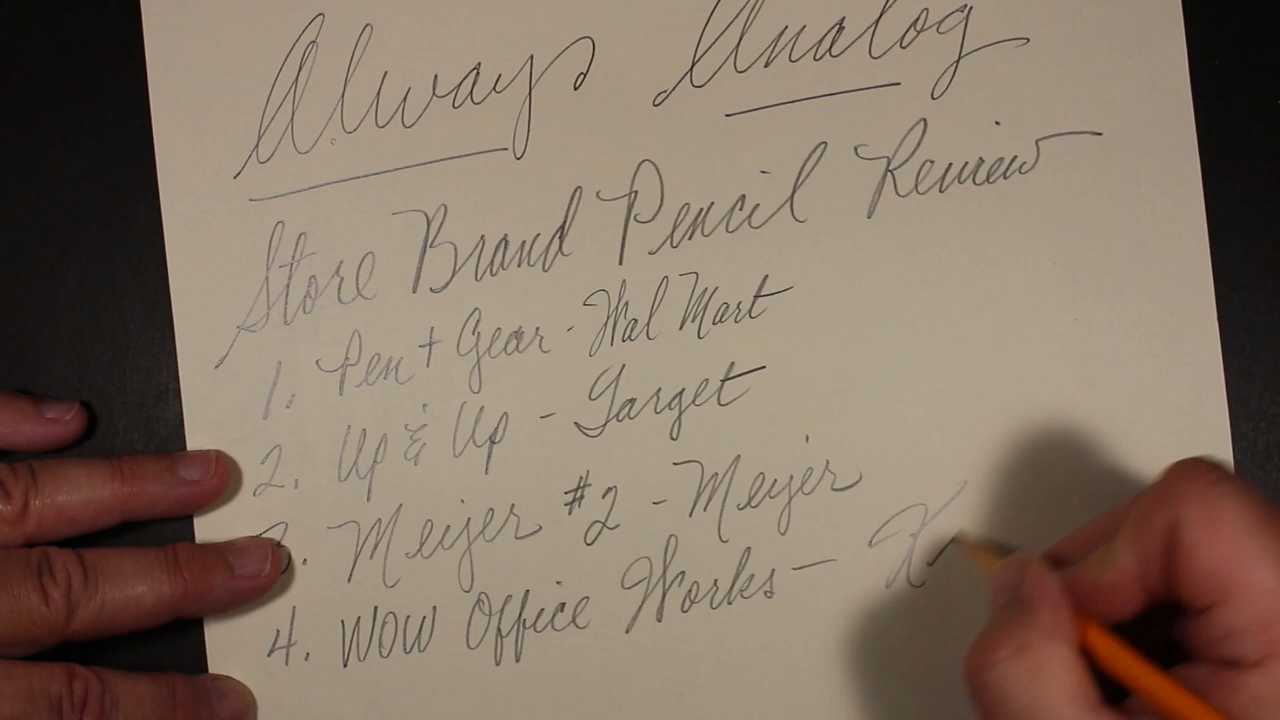 Always Analog
Store Brand Pencil Review
1. Pen + Gear - Wal Mart
2. Up & Up - Target
3. Meijer #2 - Meijer
4. WOW Office Works - K